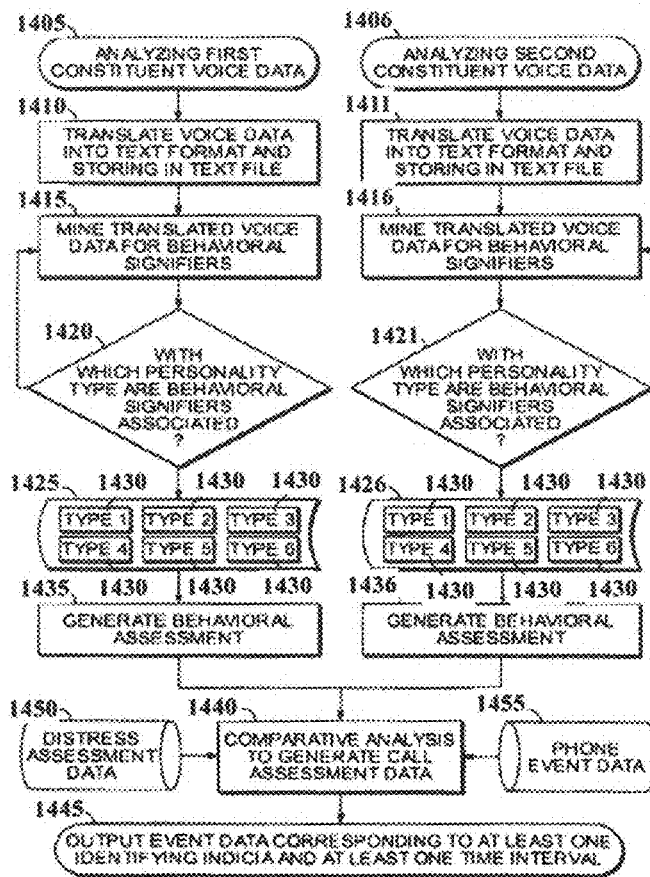 1405
ANALYZING FIRST
CONSTITUENT VOICE DATA
1410
TRANSLATE VOICE DATA
INTO TEXT FORMAT AND
STORING IN TEXT FILE
1415
MINE TRANSLATED VOICE
DATA FOR BEHAVIORAL
SIGNIFIERS
1420
WITH
WHICH PERSONALITY
TYPE ARE BEHAVIORAL
SIGNIFIERS
ASSOCIATED
?
1425
1430
1430
1430
TYPE 1
TYPE 2
TYPE 3
TYPE 4
TYPE 5
TYPE 6
1430
1430
1430
1435
GENERATE BEHAVIORAL
ASSESSMENT
1406
ANALYZING SECOND
CONSTITUENT VOICE DATA
1411
TRANSLATE VOICE DATA
INTO TEXT FORMAT AND
STORING IN TEXT FILE
1416
MINE TRANSLATED VOICE
DATA FOR BEHAVIORAL
SIGNIFIERS
1421
WITH
WHICH PERSONALITY
TYPE ARE BEHAVIORAL
SIGNIFIERS
ASSOCIATED
?
1426
1430
1430
1430
TYPE 1
TYPE 2
TYPE 3
TYPE 4
TYPE 5
TYPE 6
1430
1430
1430
1436
GENERATE BEHAVIORAL
ASSESSMENT
1450
DISTRESS
ASSESSMENT
DATA
1440
COMPARATIVE ANALYSIS
TO GENERATE CALL
ASSESSMENT DATA
1455
PHONE
EVENT DATA
1445
OUTPUT EVENT DATA CORRESPONDING TO AT LEAST ONE
IDENTIFYING INDICIA AND AT LEAST ONE TIME INTERVAL